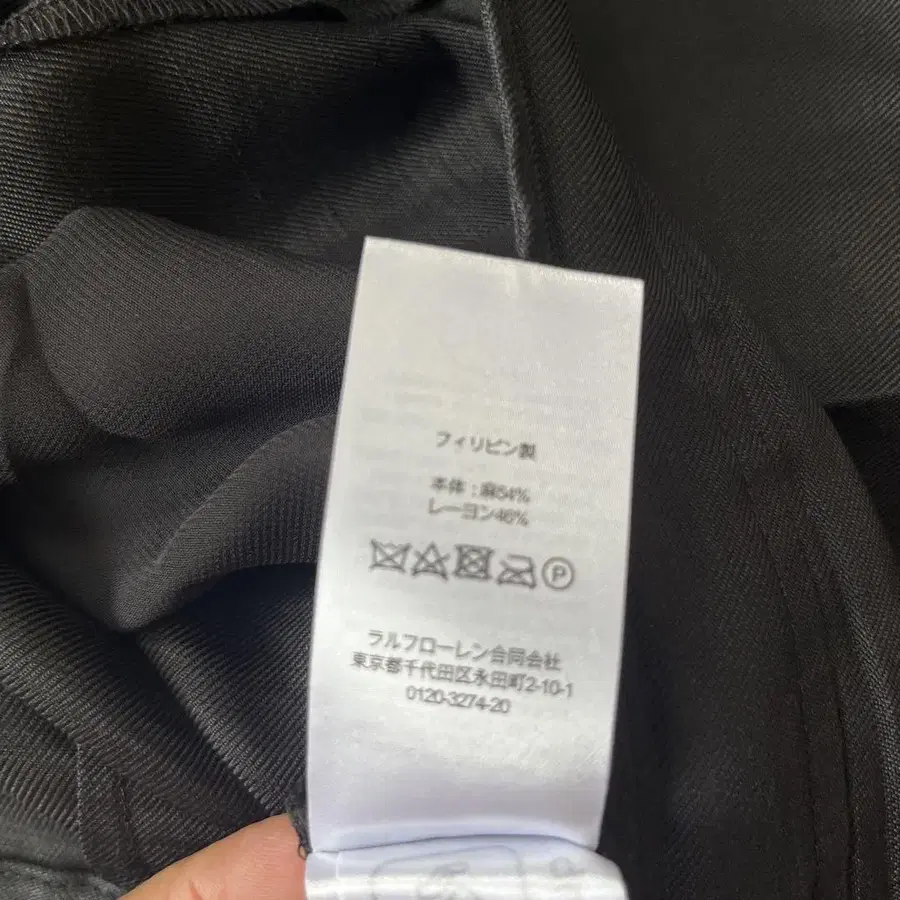 フィリピン製
本体：麻54%
レーヨン46%
P
ラルフローレン合同会社
東京都千代田区永田町2-10-1
0120-3274-20